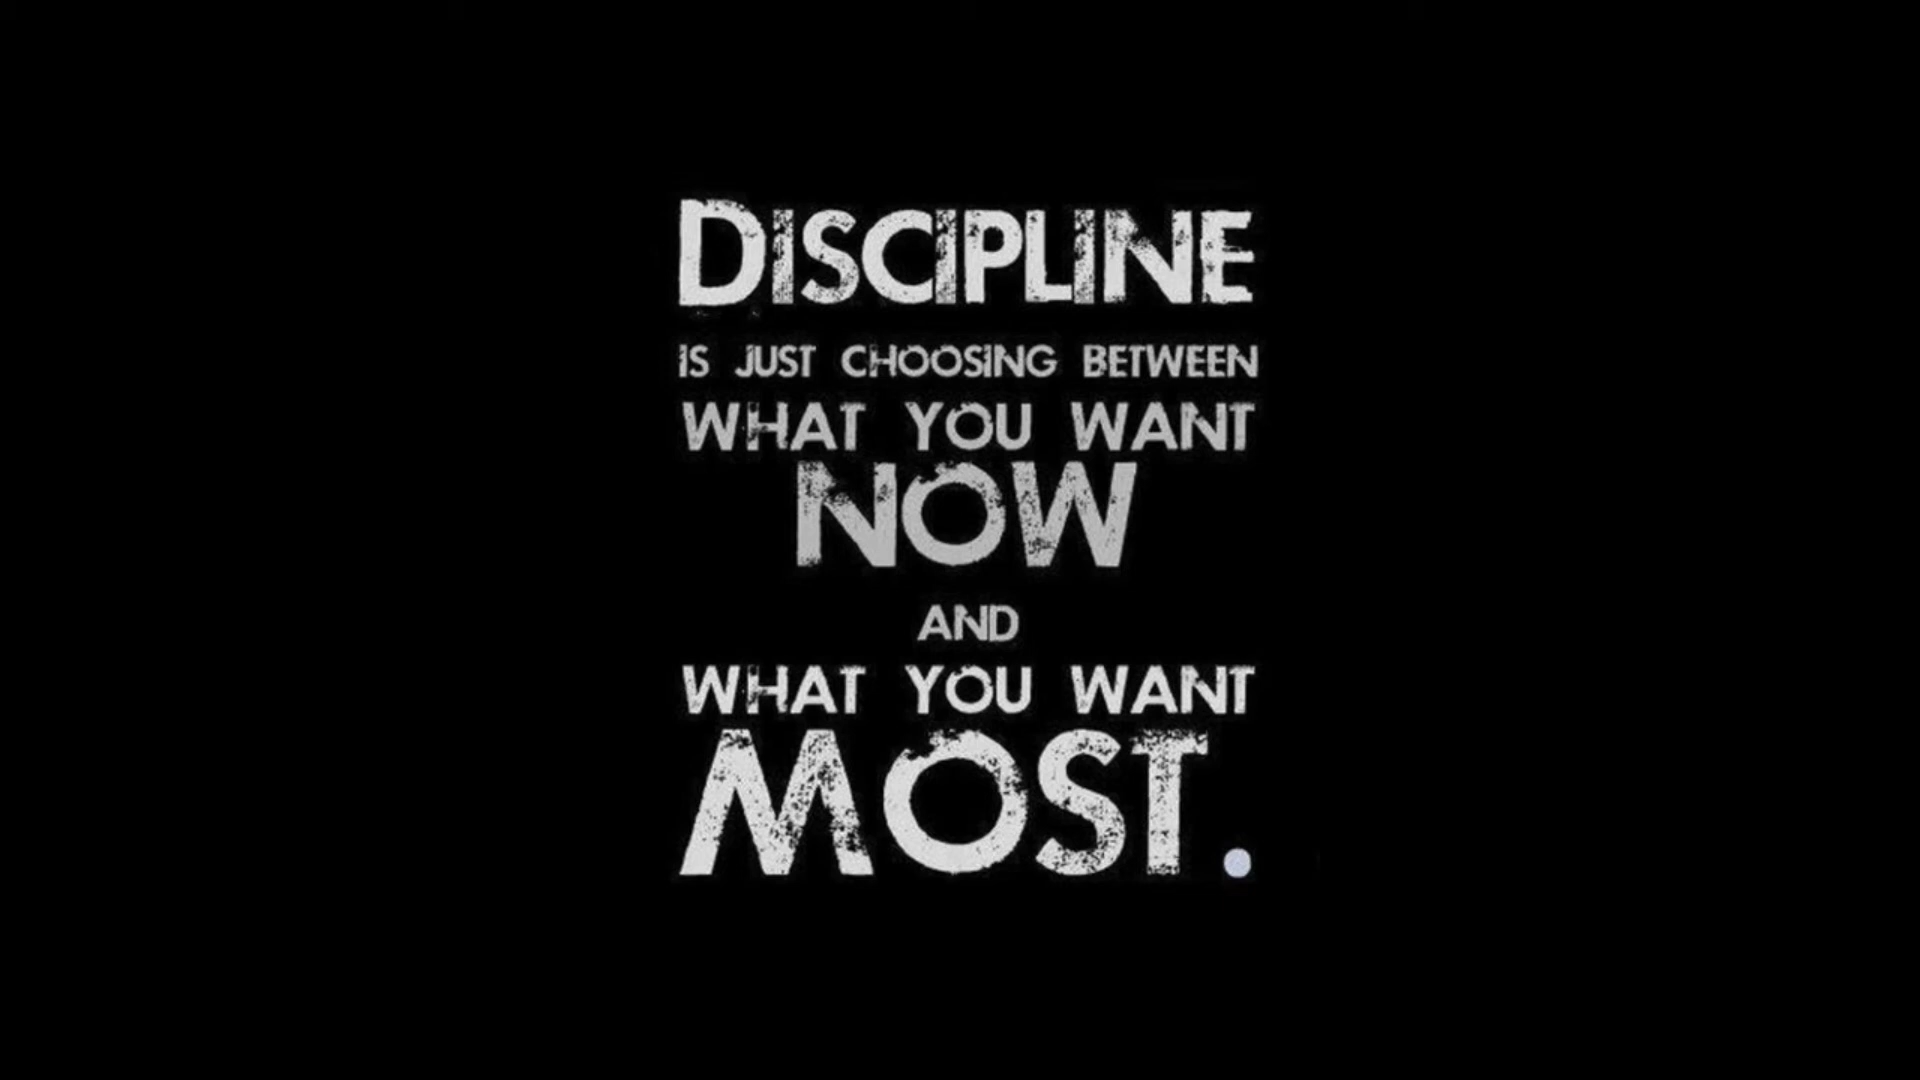 DISCIPLINE
IS JUST CHOOSING BETWEEN
WHAT YOU WANT
NOW
AND
WHAT YOU WANT
MOST.